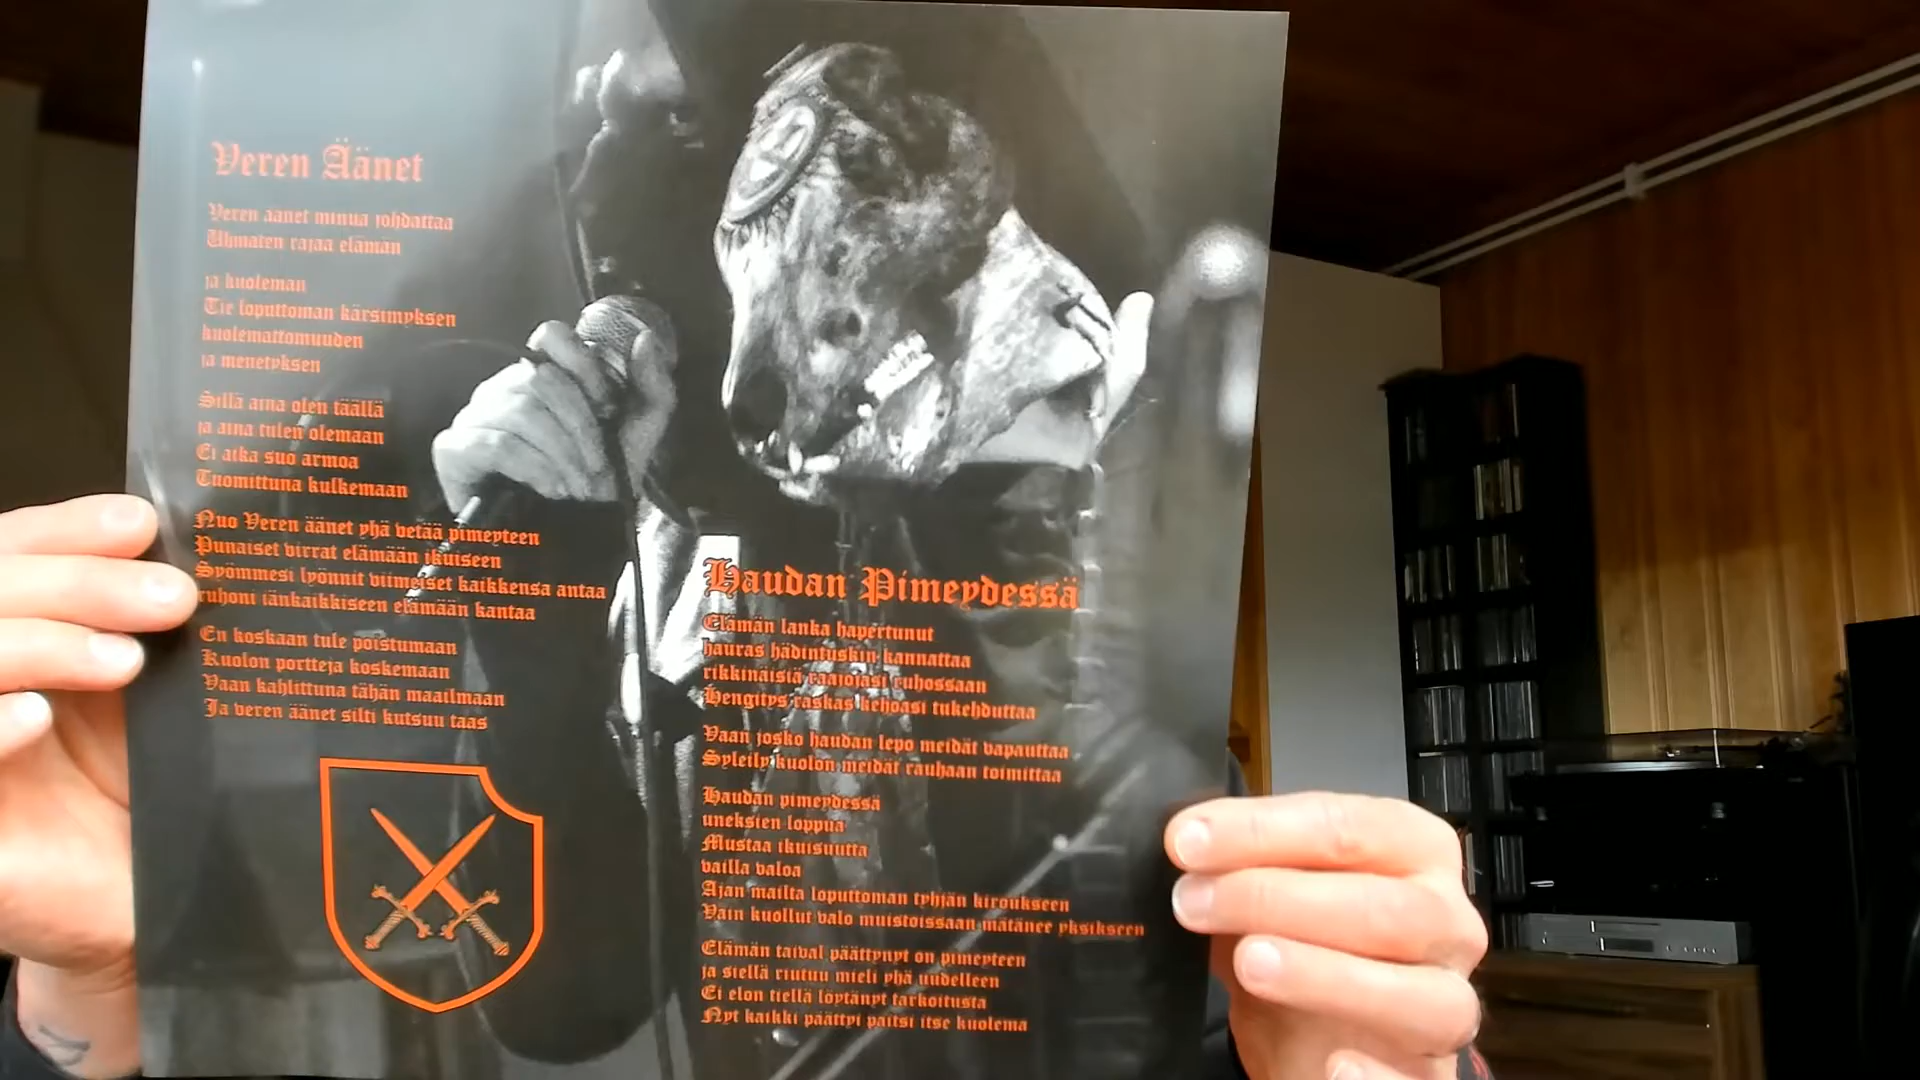 Veren Äänet
Veren äänet minua johdattaa
Uhmaten rajaa elämän
ja kuoleman
Tie loputtoman kärsimyksen
kuolemattomuuden
ja menetyksen
Sillä aina olen täällä
ja aina tulen olemaan
Ei aika suo armoa
Tuomittuna kulkemaan
Nuo Veren äänet yhä vetää pimeyteen
Punaiset virrat elämään ikuiseen
Syömmesi lyönnit viimeiset kaikkensa antaa
ruhoni iänkaikkiseen elämään kantaa
En koskaan tule poistumaan
Kuolon portteja koskemaan
Vaan kahlittuna tähän maailmaan
Ja veren äänet silti kutsuu taas
Haudan Pimeydessä
Elämän lanka hapertunut
hauras hädintuskin kannattaa
rikkinäisiä raajojasi ruhossaan
Hengitys raskas kehoasi tukehduttaa
Vaan josko haudan lepo meidät vapauttaa
Syleily kuolon meidät rauhaan toimittaa
Haudan pimeydessä
uneksien loppua
Mustaa ikuisuutta
vailla valoa
Ajan mailta loputtoman tyhjän kiroukseen
Vain kuollut valo muistoissaan mätänee yksikseen
Elämän taival päättynyt on pimeyteen
ja siellä riutuu mieli yhä uudelleen
Ei elon tiellä löytänyt tarkoitusta
Nyt kaikki päättyi paitsi itse kuolema